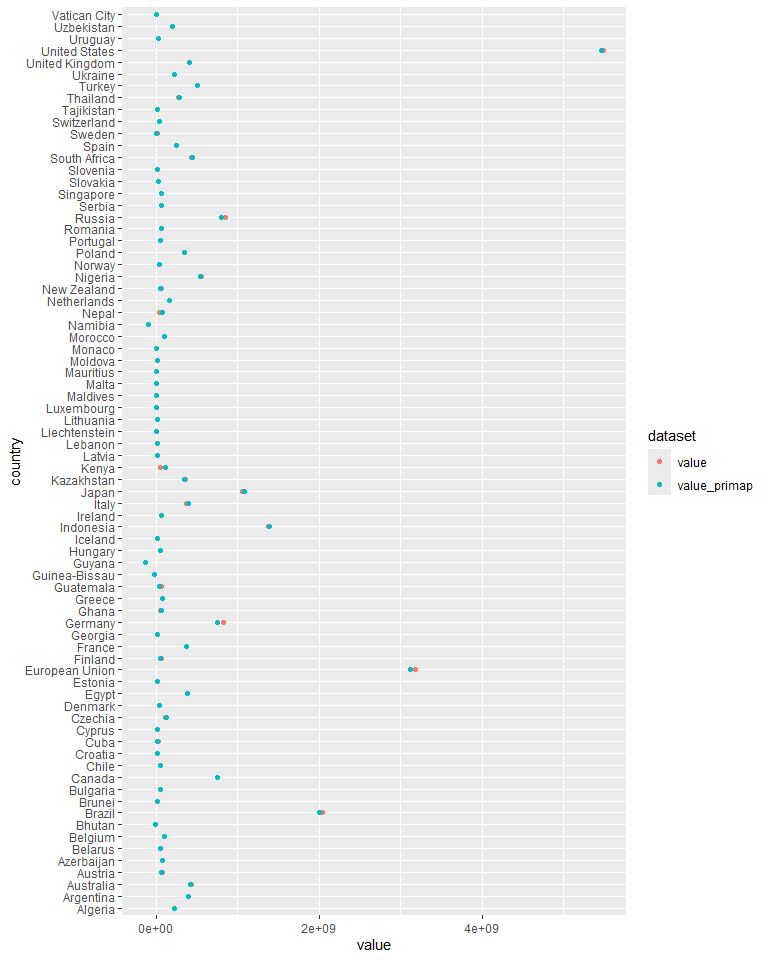 Vatican City
Uzbekistan
Uruguay
United States
United Kingdom
Ukraine
Turkey
Thailand
Tajikistan
Switzerland
Sweden
Spain
South Africa
Slovenia
Slovakia
Singapore
Serbia
Russia
Romania
Portugal
Poland
Norway
Nigeria
New Zealand
Netherlands
Nepal
Namibia
Morocco
Monaco
Moldova
Mauritius
Malta
Maldives
Luxembourg
Lithuania
Liechtenstein
Lebanon
Latvia
Kenya
Kazakhstan
Japan
Italy
Ireland
Indonesia
Iceland
Hungary
Guyana
Guinea-Bissau
Guatemala
Greece
Ghana
Germany
Georgia
France
Finland
European Union
Estonia
Egypt
Denmark
Czechia
Cyprus
Cuba
Croatia
Chile
Canada
Bulgaria
Brunei
Brazil
Bhutan
Belgium
Belarus
Azerbaijan
Austria
Australia
Argentina
Algeria
country
0e+00 2e+09 4e+09
value
dataset
value
value_primap